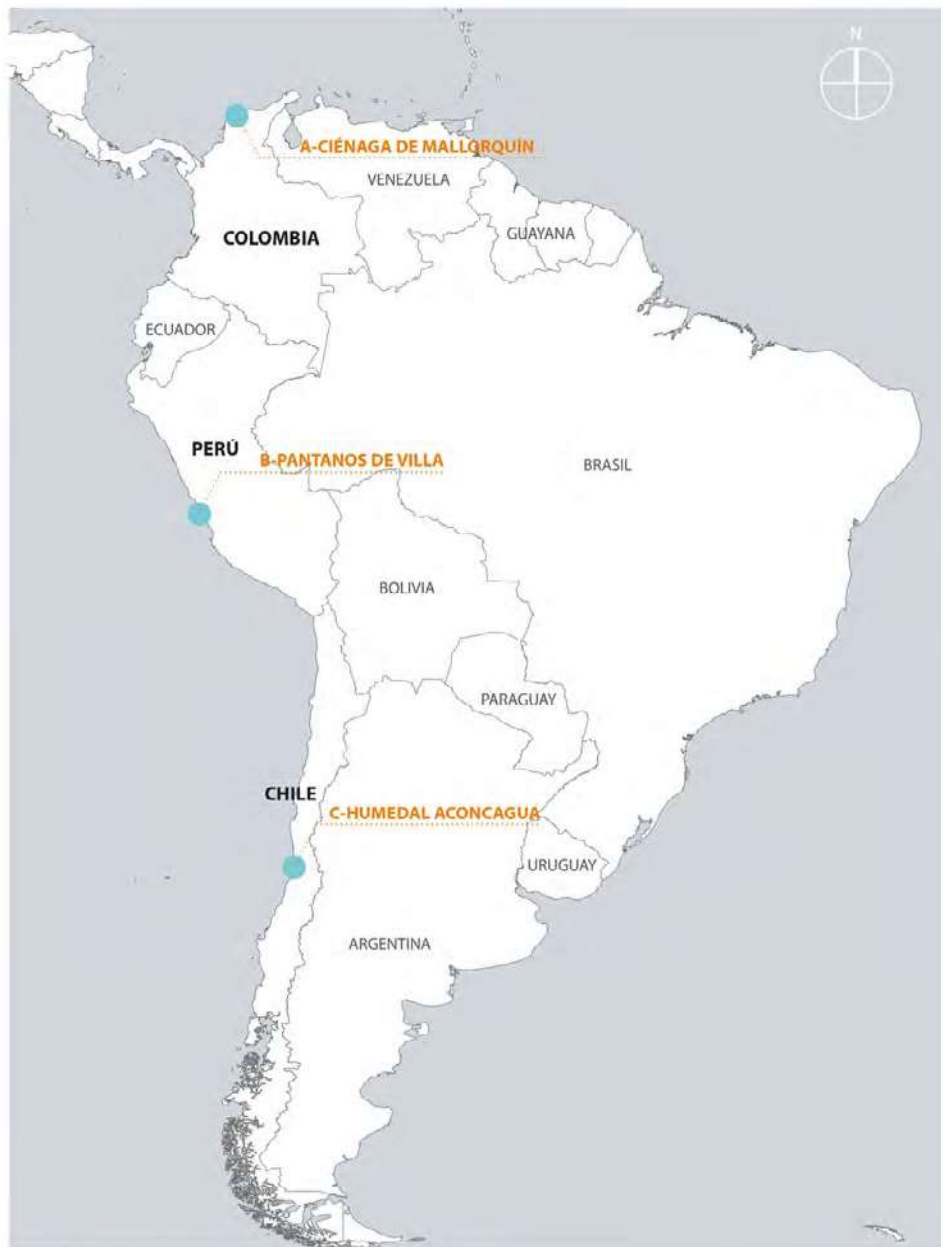 N
A-CIÉNAGA DE MALLORQUÍN
VENEZUELA
GUAYANA
COLOMBIA
ECUADOR
PERÚ
B-PANTANOS DE VILLA
BRASIL
BOLIVIA
PARAGUAY
CHILE
C-HUMEDAL ACONCAGUA
URUGUAY
ARGENTINA